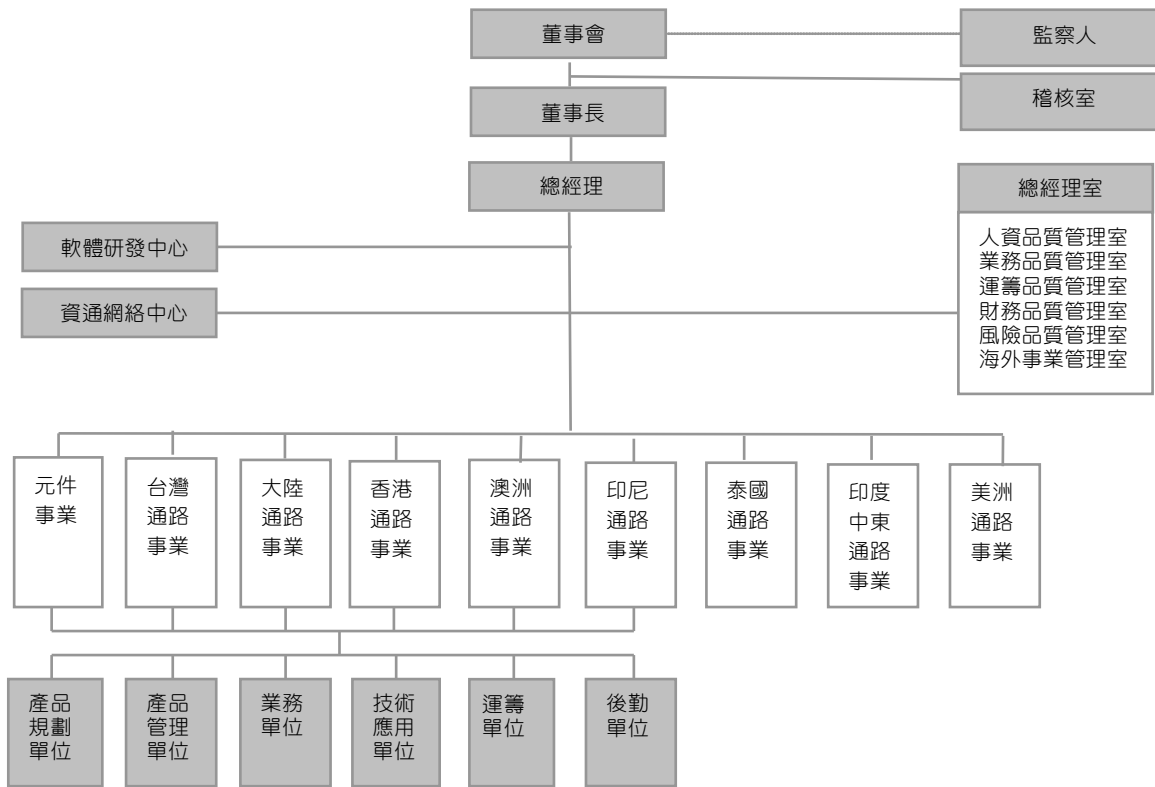 董事會
監察人
稽核室
董事長
總經理
總經理室
人資品質管理室
業務品質管理室
運籌品質管理室
財務品質管理室
風險品質管理室
海外事業管理室
軟體研發中心
資通網絡中心
元件
事業
台灣
通路
事業
大陸
通路
事業
香港
通路
事業
澳洲
通路
事業
印尼
通路
事業
泰國
通路
事業
印度
中東
通路
事業
美洲
通路
事業
產品
規劃
單位
產品
管理
單位
業務
單位
技術
應用
單位
運籌
單位
後勤
單位